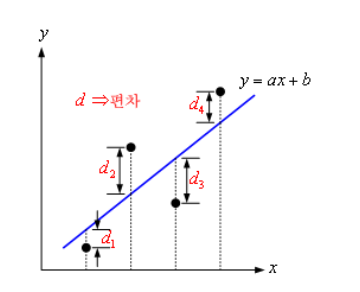 y
d ⇒편차
d₄
y = ax + b
d₂
d₃
d₁
x